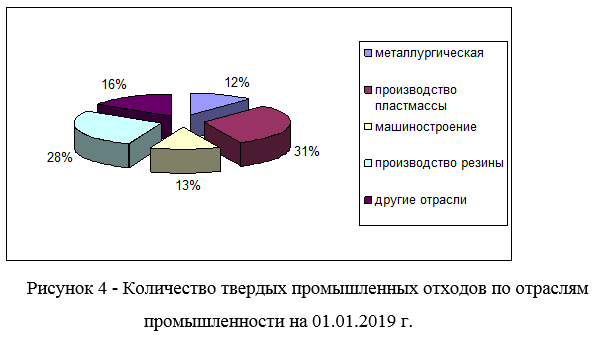 16%
12%
28%
31%
13%
металлургическая
производство
пластмассы
машиностроение
производство резины
другие отрасли
Рисунок 4 - Количество твердых промышленных отходов по отраслям
промышленности на 01.01.2019 г.